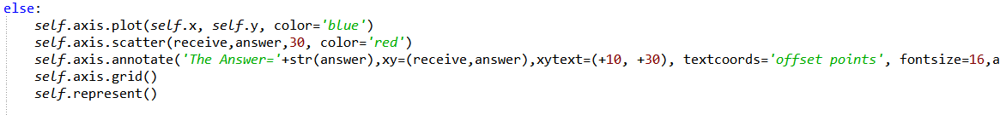 else:
self.axis.plot(self.x, self.y, color='blue')
self.axis.scatter(receive,answer,30, color='red')
self.axis.annotate('The Answer='+str(answer),xy=(receive,answer),xytext=(+10, +30), textcoords='offset points', fontsize=16,a
self.axis.grid()
self.represent()